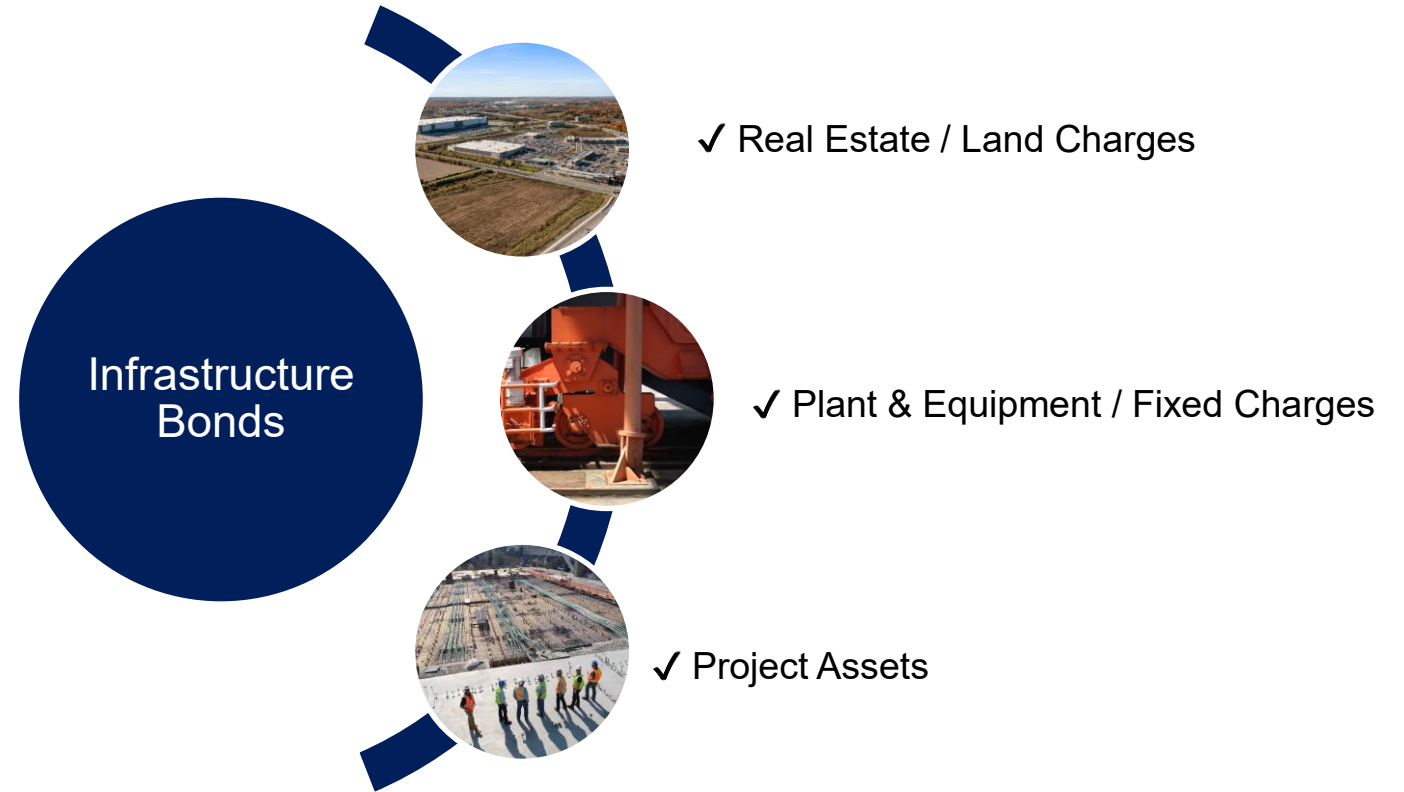 ✓ Real Estate / Land Charges
Infrastructure
Bonds
✓ Plant & Equipment / Fixed Charges
✓ Project Assets